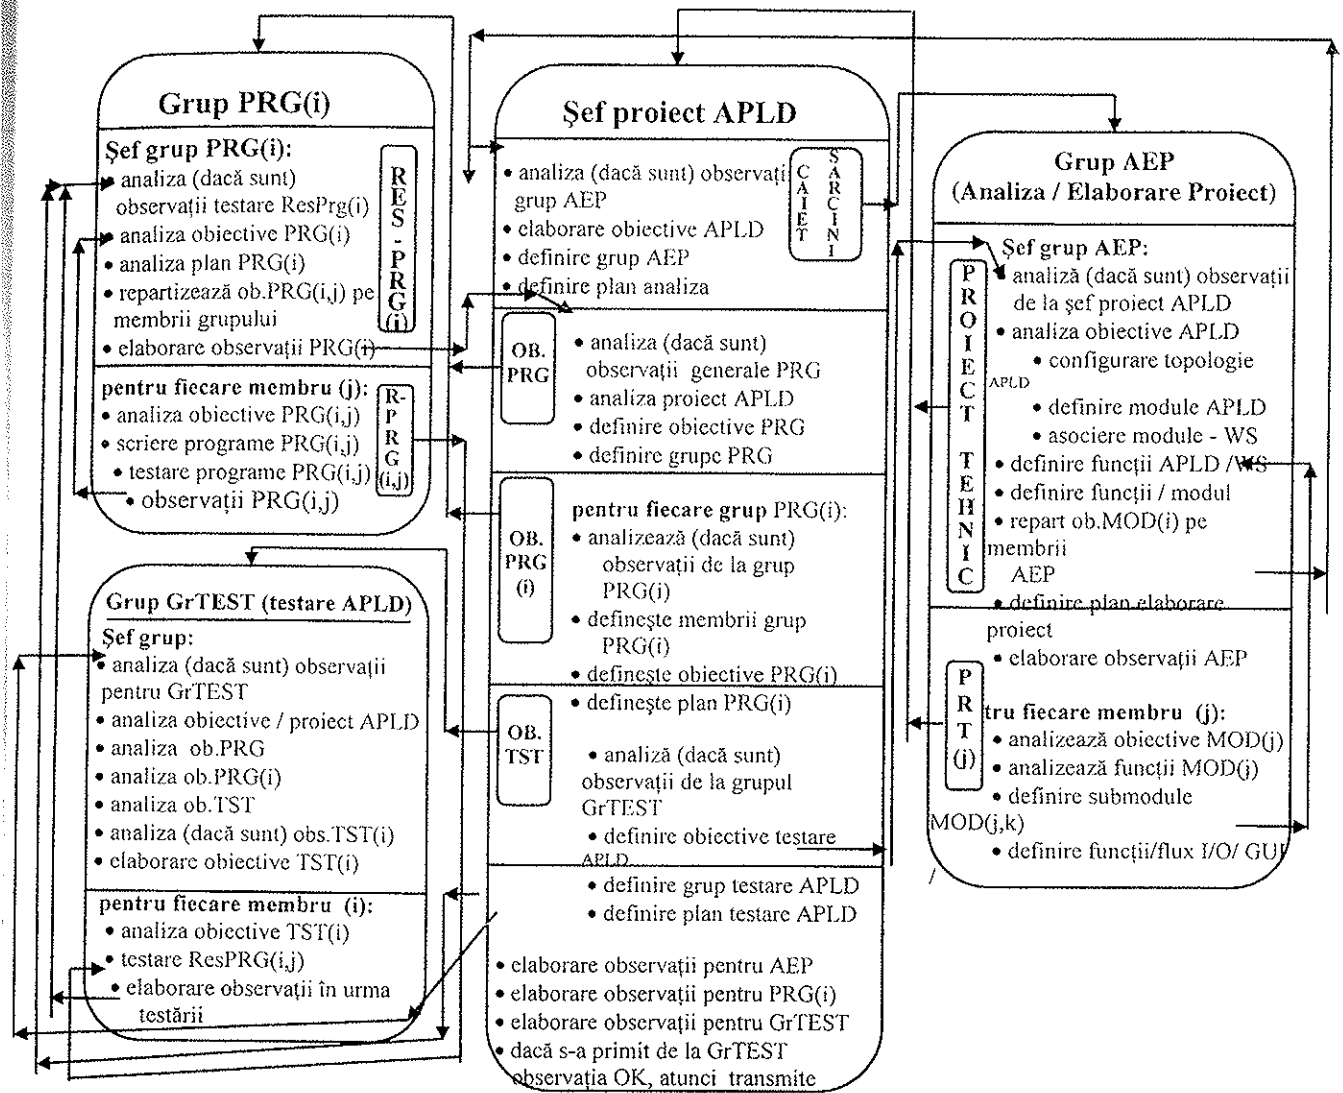 Grup PRG(i)
Şef grup PRG(i):
• analiza (dacă sunt)
observaţii testare ResPrg(i)
• analiza obiective PRG(i)
• analiza plan PRG(i)
• repartizează ob.PRG(i,j) pe
membrii grupului
• elaborare observaţii PRG(i)
RES-PRG(i)
pentru fiecare membru (j):
• analiza obiective PRG(i,j)
• scriere programe PRG(i,j)
• testare programe PRG(i,j)
• observaţii PRG(i,j)
R-PRG(i,j)
Grup GrTEST (testare APLD)
Şef grup:
• analiza (dacă sunt) observaţii
pentru GrTEST
• analiza obiective / proiect APLD
• analiza ob.PRG
• analiza ob.PRG(i)
• analiza ob.TST
• analiza (dacă sunt) obs.TST(i)
• elaborare obiective TST(i)
pentru fiecare membru (i):
• analiza obiective TST(i)
• testare ResPRG(i,j)
• elaborare observaţii în urma
testării
Şef proiect APLD
• analiza (dacă sunt) observaţi
grup AEP
• elaborare obiective APLD
• definire grup AEP
• definire plan analiza
CAIET
SARCINI
OB.
PRG
• analiza (dacă sunt)
observaţii generale PRG
• analiza proiect APLD
• definire obiective PRG
• definire grupe PRG
OB.
PRG
(i)
pentru fiecare grup PRG(i):
• analizează (dacă sunt)
observaţii de la grup
PRG(i)
• defineşte membrii grup
PRG(i)
• defineşte obiective PRG(i)
• defineşte plan PRG(i)
OB.
TST
• analiză (dacă sunt)
observaţii de la grupul
GrTEST
• definire obiective testare
APLD
• definire grup testare APLD
• definire plan testare APLD
• elaborare observaţii pentru AEP
• elaborare observaţii pentru PRG(i)
• elaborare observaţii pentru GrTEST
• dacă s-a primit de la GrTEST
observaţia OK, atunci transmite
Grup AEP
(Analiza / Elaborare Proiect)
Şef grup AEP:
• analiză (dacă sunt) observaţii
de la şef proiect APLD
• analiza obiective APLD
• configurare topologie
APLD
• definire module APLD
• asociere module - WS
• definire funcţii APLD /WS
• definire funcţii / modul
• repart ob.MOD(i) pe
membrii
AEP
• definire plan elaborare
proiect
• elaborare observaţii AEP
PROIECT TEHNIC
PRT(j)
tru fiecare membru (j):
• analizează obiective MOD(j)
• analizează funcţii MOD(j)
• definire submodule
MOD(j,k)
• definire funcţii/flux I/O/ GUI
/